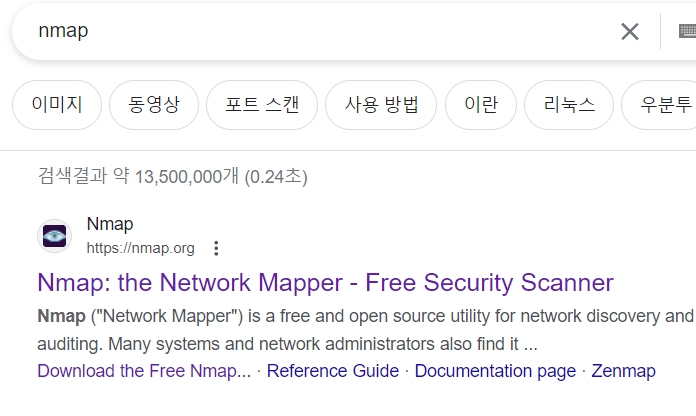 nmap
이미지 동영상 포트 스캔 사용 방법 이란 리눅스 우분투
검색결과 약 13,500,000개 (0.24초)
Nmap
https://nmap.org
Nmap: the Network Mapper - Free Security Scanner
Nmap ("Network Mapper") is a free and open source utility for network discovery and
auditing. Many systems and network administrators also find it ...
Download the Free Nmap... · Reference Guide · Documentation page · Zenmap